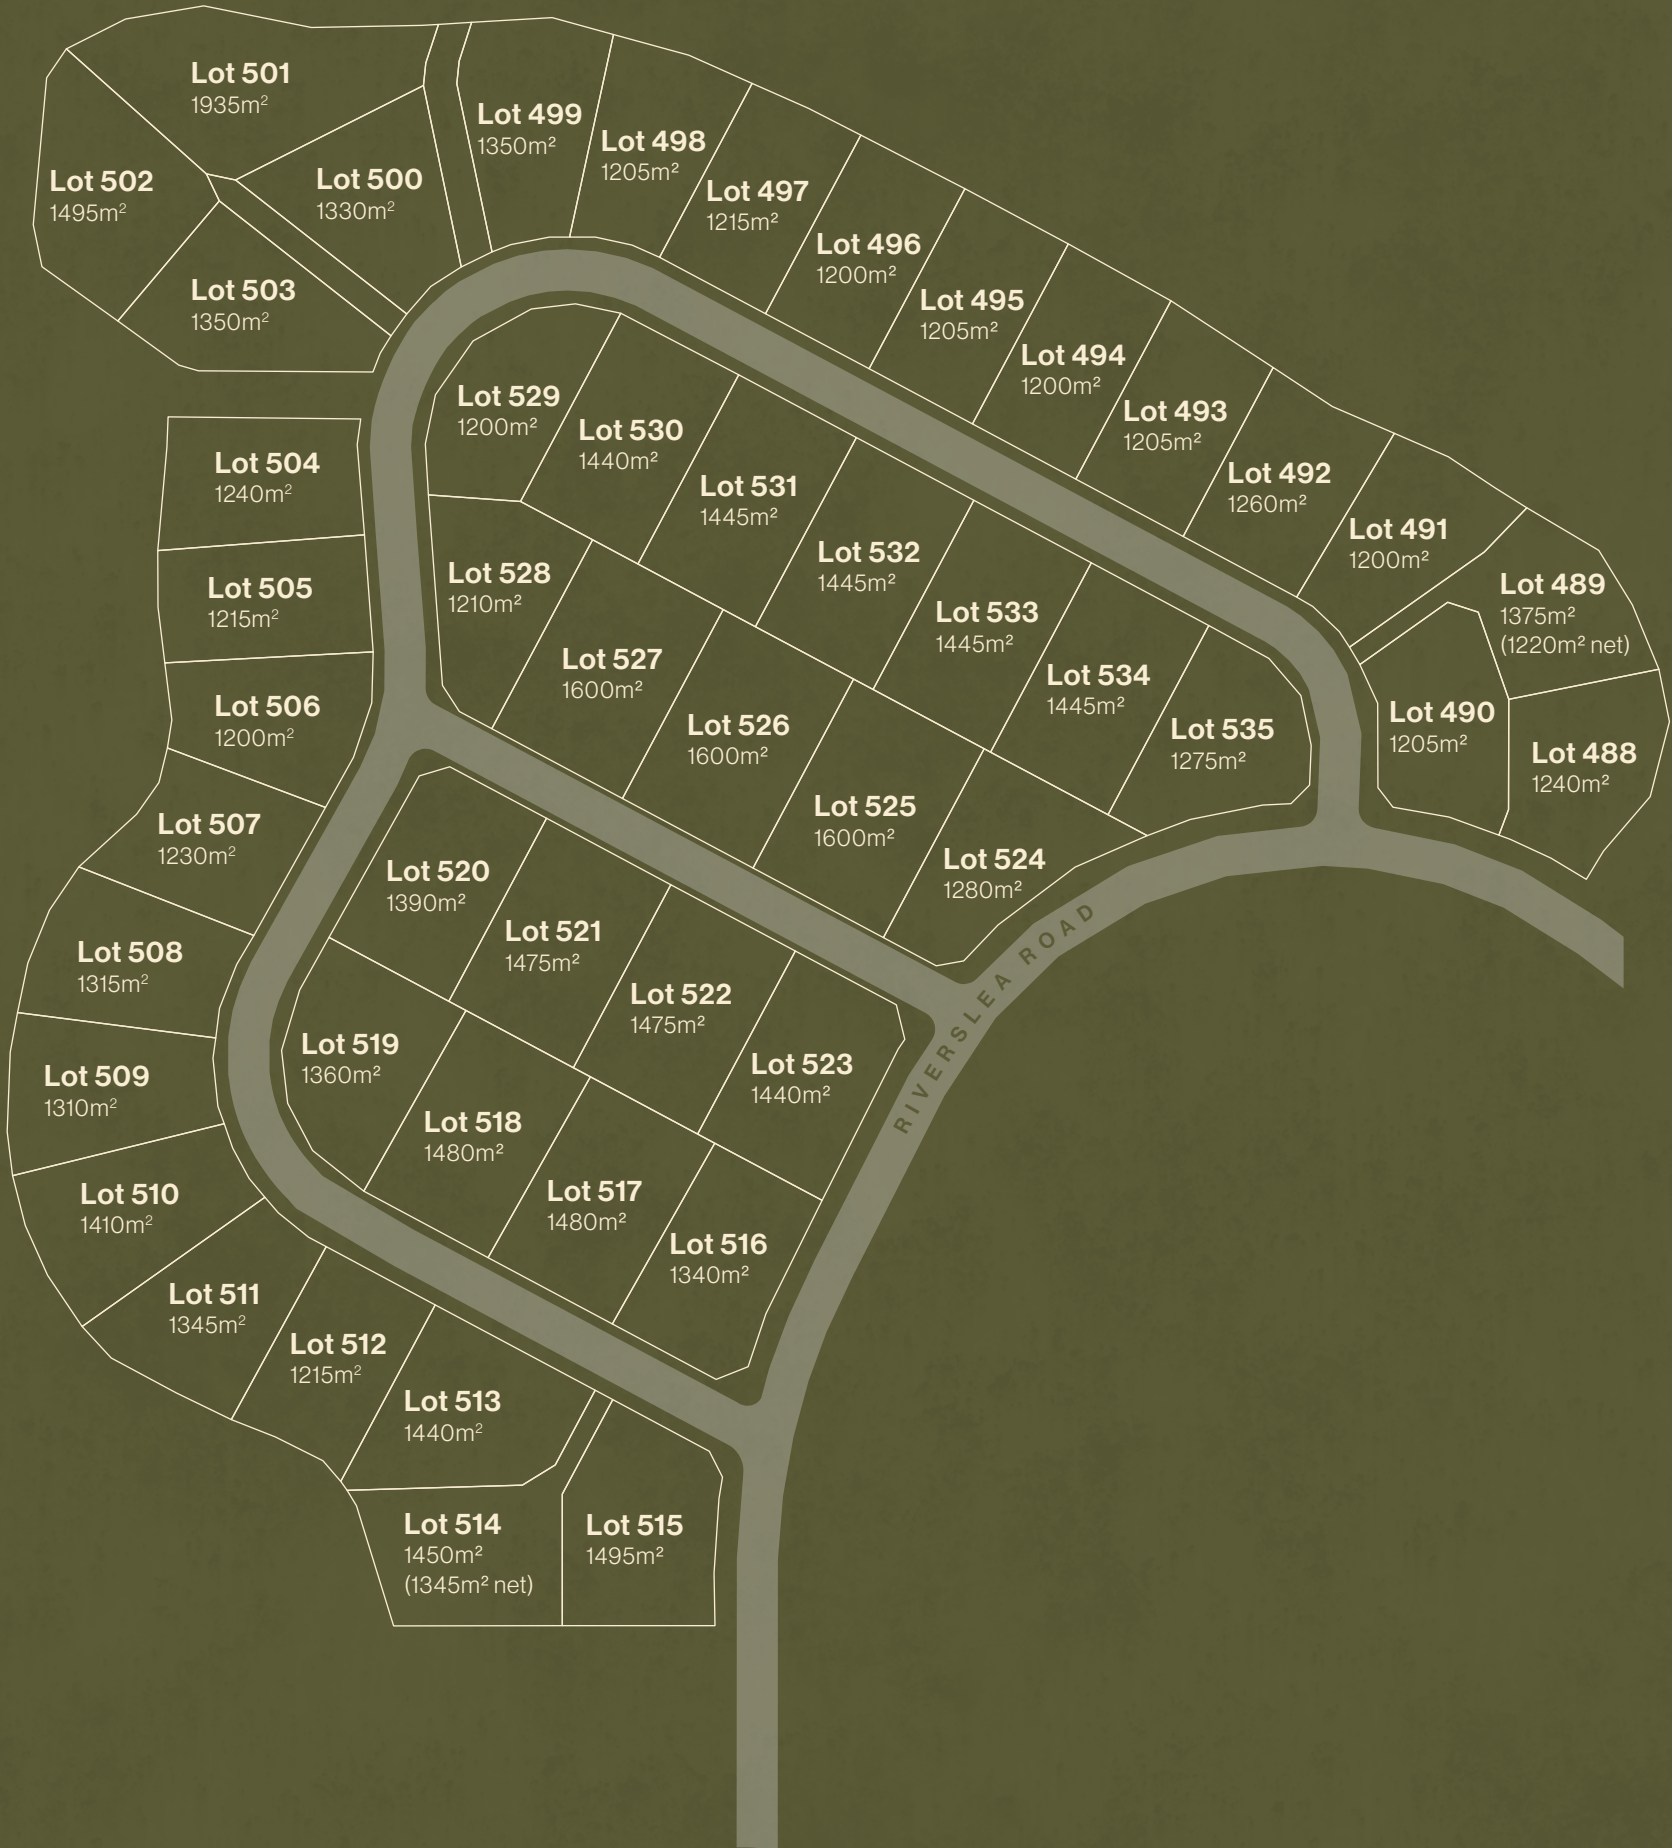 Lot 501
1935m²
Lot 499
1350m²
Lot 498
1205m²
Lot 502
1495m²
Lot 500
1330m²
Lot 497
1215m²
Lot 496
1200m²
Lot 503
1350m²
Lot 495
1205m²
Lot 494
1200m²
Lot 493
1205m²
Lot 529
1200m²
Lot 530
1440m²
Lot 492
1260m²
Lot 504
1240m²
Lot 531
1445m²
Lot 491
1200m²
Lot 532
1445m²
Lot 528
1210m²
Lot 505
1215m²
Lot 489
1375m²
(1220m² net)
Lot 533
1445m²
Lot 527
1600m²
Lot 534
1445m²
Lot 506
1200m²
Lot 526
1600m²
Lot 535
1275m²
Lot 490
1205m²
Lot 488
1240m²
Lot 507
1230m²
Lot 525
1600m²
Lot 524
1280m²
Lot 520
1390m²
Lot 521
1475m²
Lot 508
1315m²
Lot 522
1475m²
RIVERSLEA ROAD
Lot 519
1360m²
Lot 523
1440m²
Lot 509
1310m²
Lot 518
1480m²
Lot 510
1410m²
Lot 517
1480m²
Lot 516
1340m²
Lot 511
1345m²
Lot 512
1215m²
Lot 513
1440m²
Lot 514
1450m²
(1345m² net)
Lot 515
1495m²